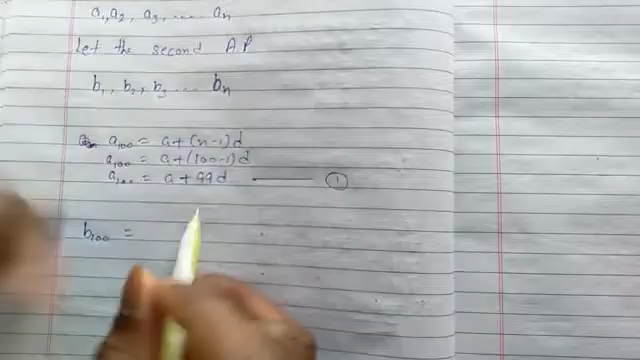 a₁, a₂, a₃, ..... aₙ
Let the second AP
b₁, b₂, b₃ ... bₙ
a₁₀₀ = a + (n-1)d
a₁₀₀ = a + (100-1)d
a₁₀₀ = a + 99d ——— ①
b₁₀₀ =